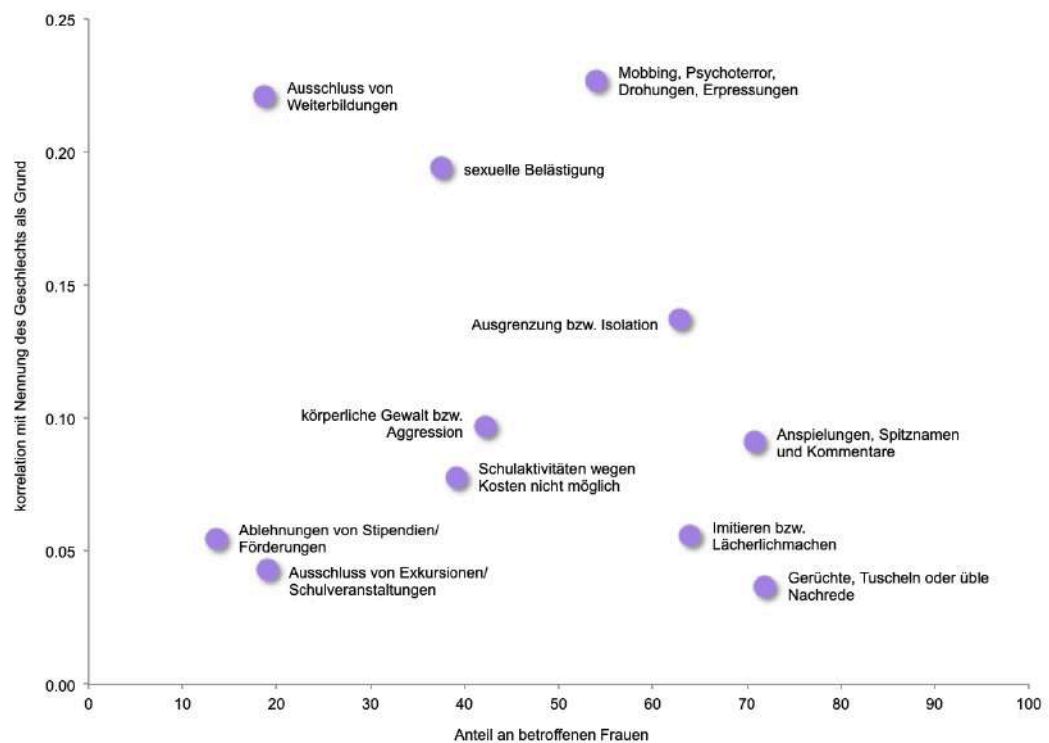 0.25
Mobbing, Psychoterror,
Drohungen, Erpressungen
Ausschluss von
Weiterbildungen
0.20
sexuelle Belästigung
korrelation mit Nennung des Geschlechts als Grund
0.15
Ausgrenzung bzw. Isolation
0.10
körperliche Gewalt bzw.
Aggression
Anspielungen, Spitznamen
und Kommentare
Schulaktivitäten wegen
Kosten nicht möglich
Ablehnungen von Stipendien/
Förderungen
Imitieren bzw.
Lächerlichmachen
0.05
Ausschluss von Exkursionen/
Schulveranstaltungen
Gerüchte, Tuscheln oder üble
Nachrede
0.00
0 10 20 30 40 50 60 70 80 90 100
Anteil an betroffenen Frauen